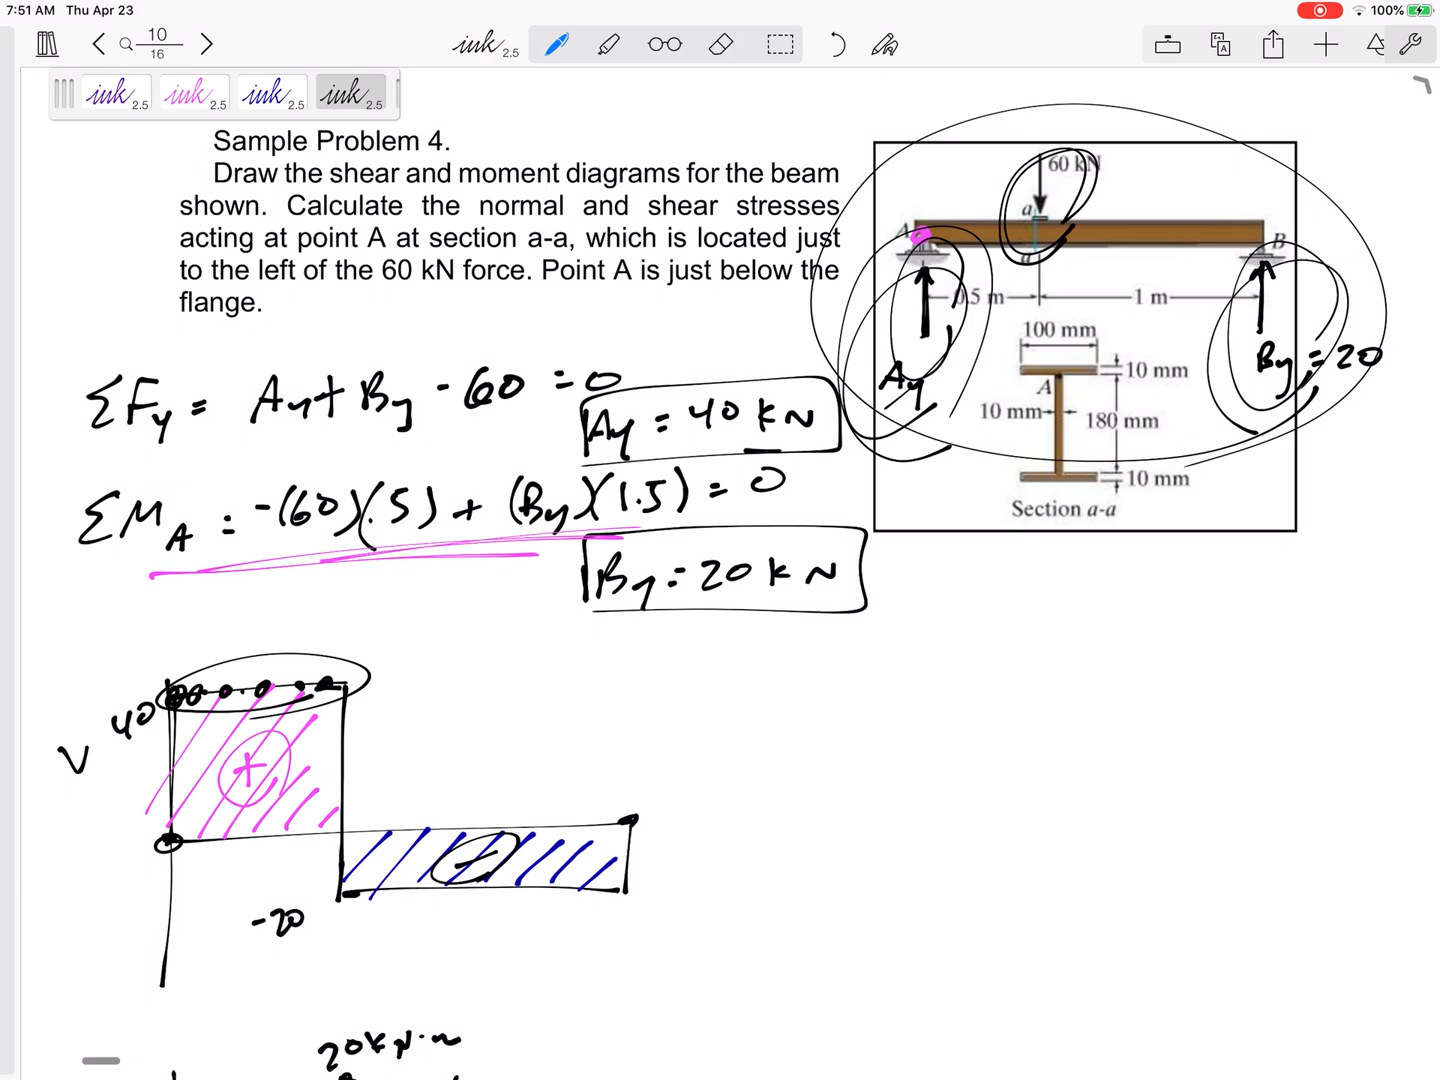 7:51 AM Thu Apr 23
100%
10
16
ink 2.5
ink 2.5
ink 2.5
ink 2.5
ink 2.5
Sample Problem 4.
Draw the shear and moment diagrams for the beam
shown. Calculate the normal and shear stresses
acting at point A at section a-a, which is located just
to the left of the 60 kN force. Point A is just below the
flange.
60 kN
a
A
B
a
0.5 m
1 m
Ay
By = 20
100 mm
10 mm
A
10 mm
180 mm
10 mm
Section a-a
ΣFy = Ay + By - 60 = 0
Ay = 40 kN
ΣMA = -(60)(.5) + (By)(1.5) = 0
By = 20 kN
40
V
+
-
-20
20 kN·m